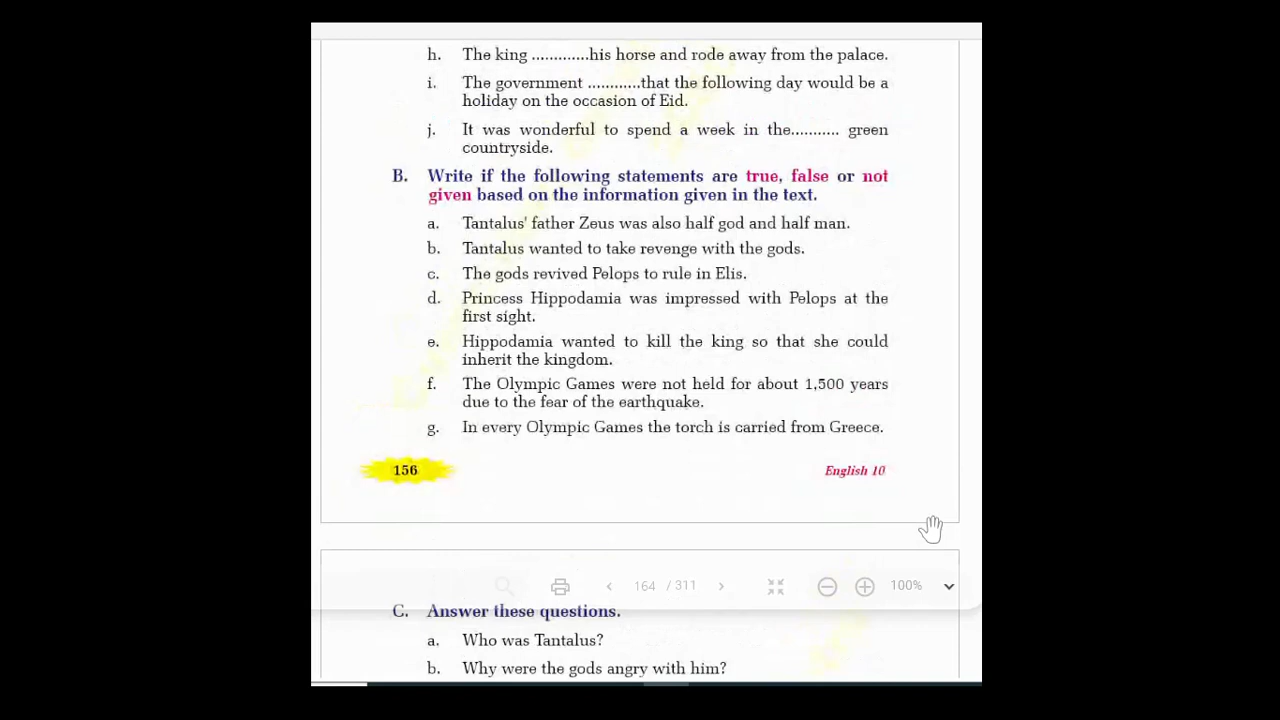 h. The king .............his horse and rode away from the palace.
i. The government ............that the following day would be a
holiday on the occasion of Eid.
j. It was wonderful to spend a week in the........... green
countryside.
B. Write if the following statements are true, false or not
given based on the information given in the text.
a. Tantalus' father Zeus was also half god and half man.
b. Tantalus wanted to take revenge with the gods.
c. The gods revived Pelops to rule in Elis.
d. Princess Hippodamia was impressed with Pelops at the
first sight.
e. Hippodamia wanted to kill the king so that she could
inherit the kingdom.
f. The Olympic Games were not held for about 1,500 years
due to the fear of the earthquake.
g. In every Olympic Games the torch is carried from Greece.
156 English 10
164 / 311 100%
C. Answer these questions.
a. Who was Tantalus?
b. Why were the gods angry with him?